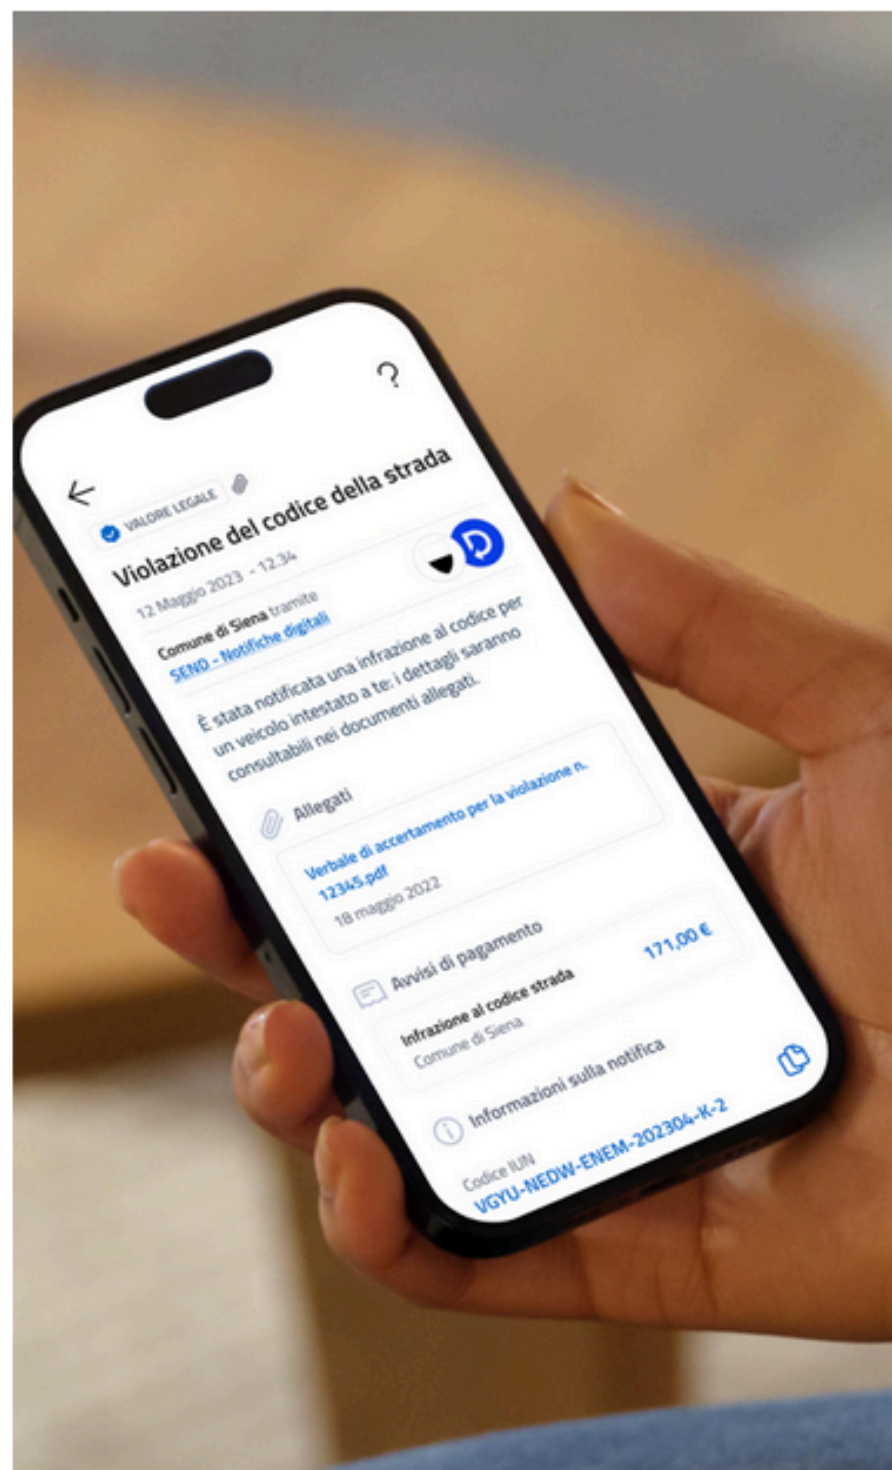 ?
VALORE LEGALE
Violazione del codice della strada
12 Maggio 2023 - 12.34
Comune di Siena tramite
SEND - Notifiche digitali
È stata notificata una infrazione al codice per
un veicolo intestato a te: i dettagli saranno
consultabili nei documenti allegati.
Allegati
Verbale di accertamento per la violazione n.
12345.pdf
18 maggio 2022
Avvisi di pagamento
Infrazione al codice strada
171,00 €
Comune di Siena
Informazioni sulla notifica
Codice IUN
VGYU-NEDW-ENEM-202304-K-2